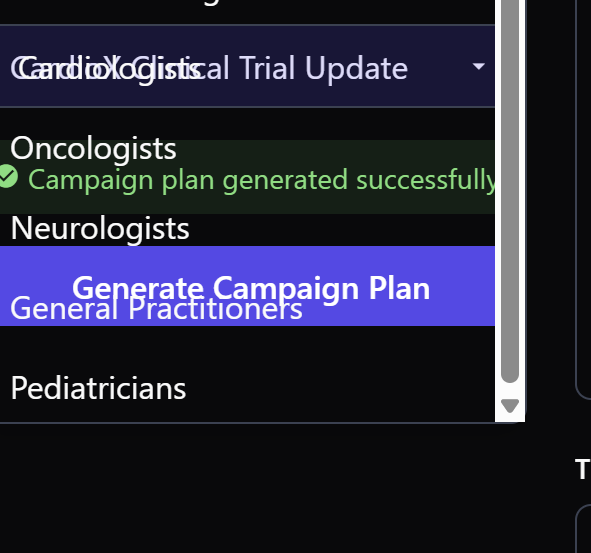 Cardiologists
CardioX Clinical Trial Update
Oncologists
Campaign plan generated successfully
Neurologists
Generate Campaign Plan
General Practitioners
Pediatricians
T